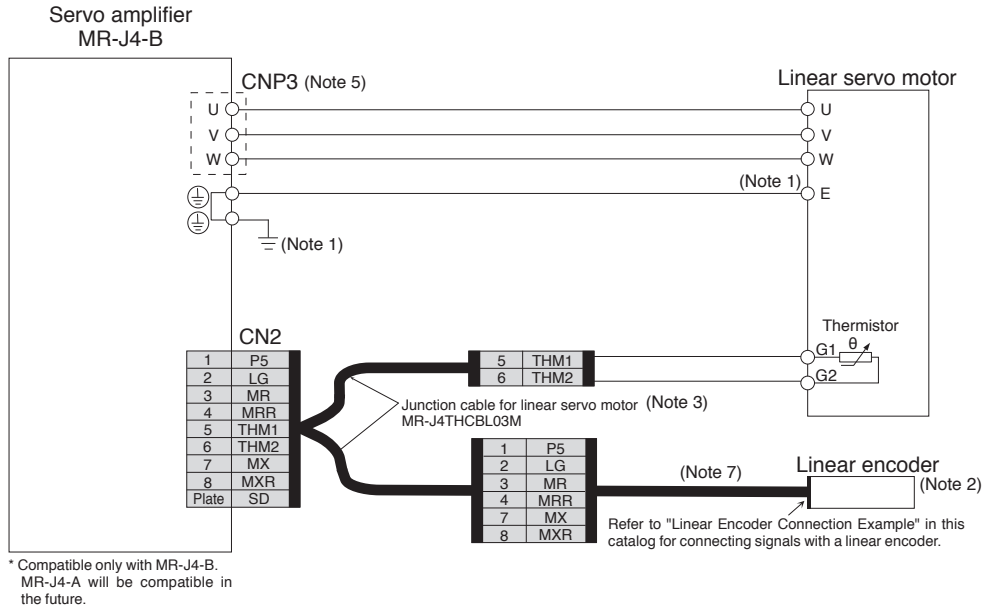 Servo amplifier
MR-J4-B
CNP3 (Note 5)
Linear servo motor
U
V
W
U
V
W
(Note 1)
E
(Note 1)
Thermistor
θ
G1
G2
CN2
1 P5
2 LG
3 MR
4 MRR
5 THM1
6 THM2
7 MX
8 MXR
Plate SD
5 THM1
6 THM2
Junction cable for linear servo motor (Note 3)
MR-J4THCBL03M
1 P5
2 LG
3 MR
4 MRR
7 MX
8 MXR
(Note 7)
Linear encoder
(Note 2)
Refer to "Linear Encoder Connection Example" in this
catalog for connecting signals with a linear encoder.
* Compatible only with MR-J4-B.
MR-J4-A will be compatible in
the future.